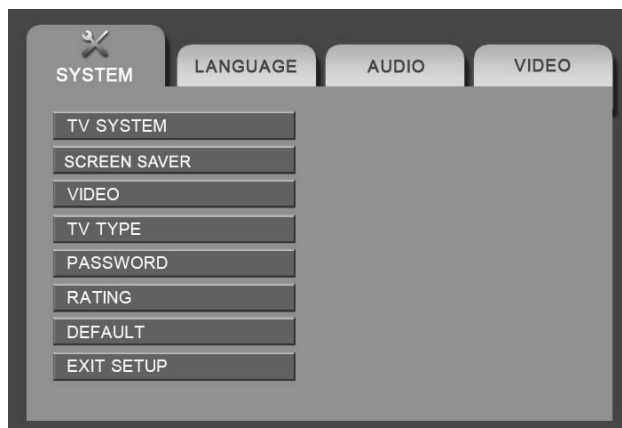 SYSTEM
LANGUAGE
AUDIO
VIDEO
TV SYSTEM
SCREEN SAVER
VIDEO
TV TYPE
PASSWORD
RATING
DEFAULT
EXIT SETUP